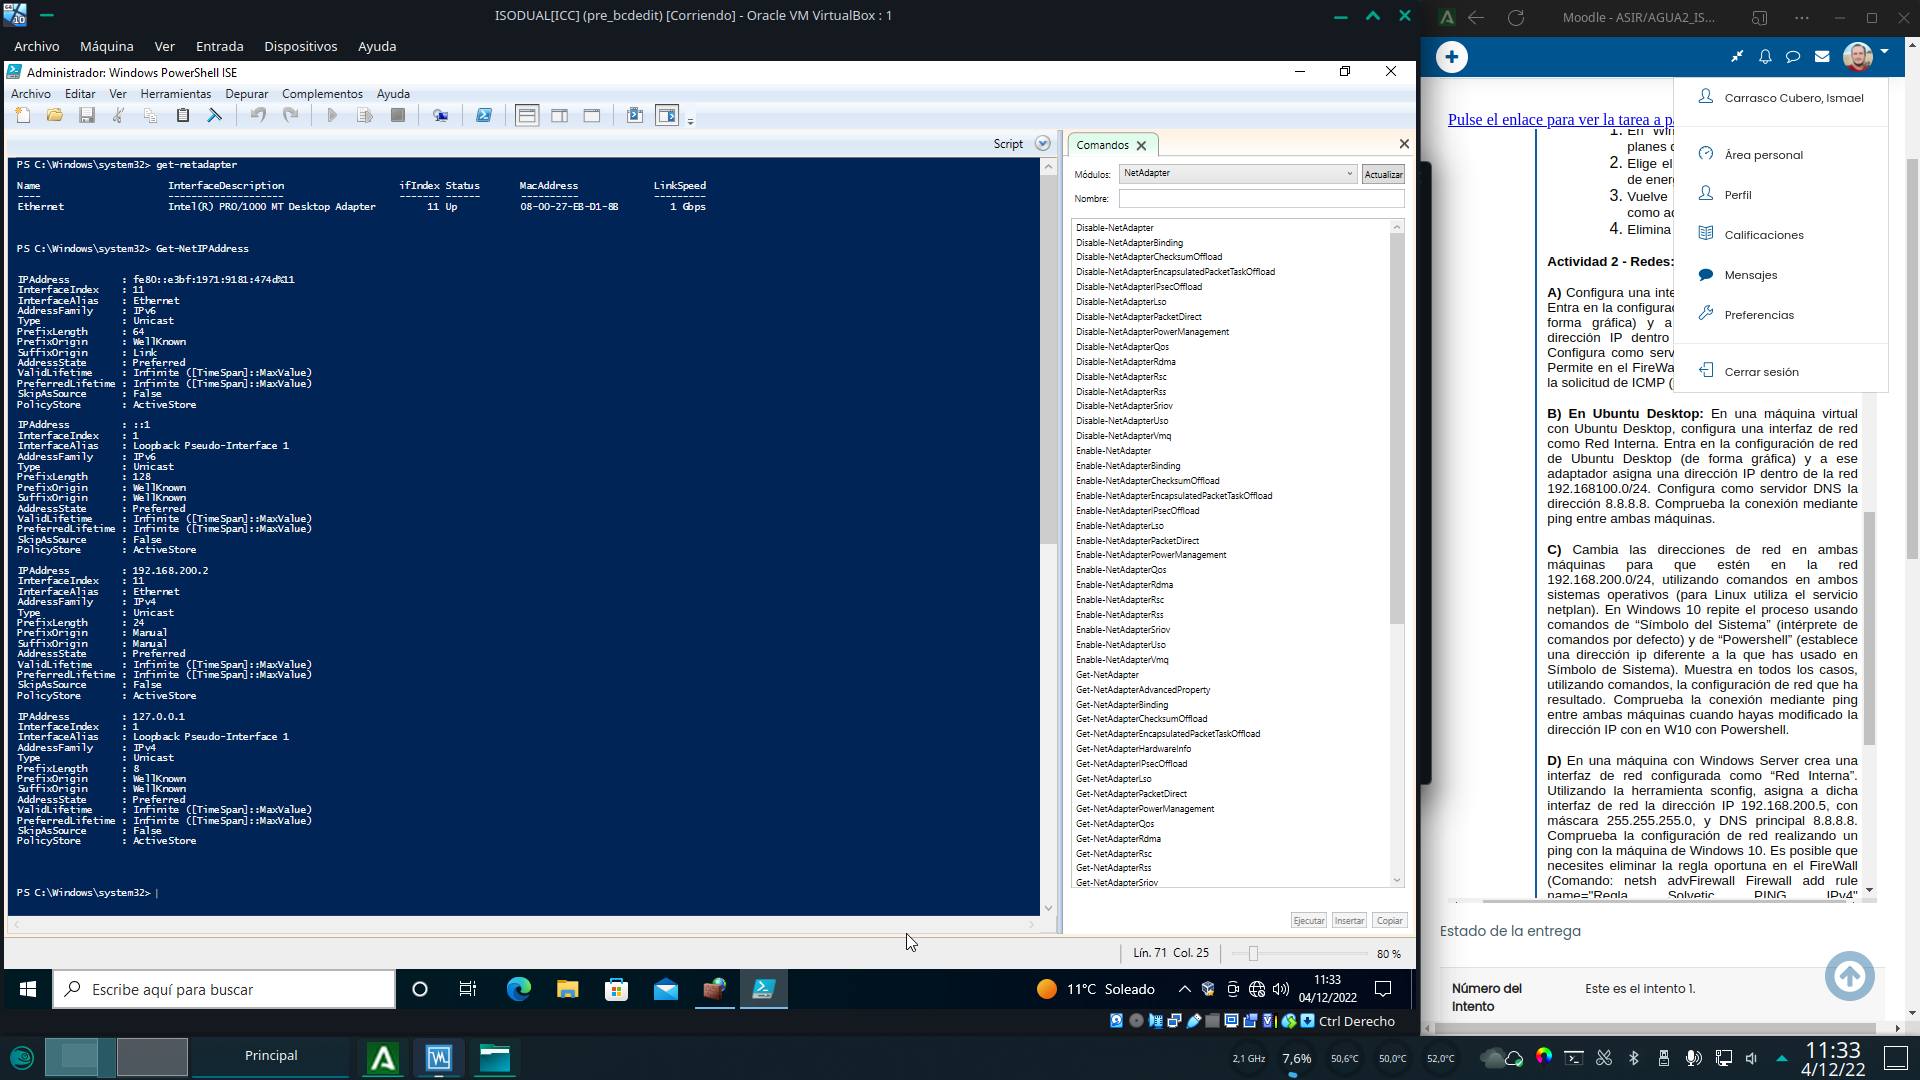 ISODUAL[ICC] (pre_bcdedit) [Corriendo] - Oracle VM VirtualBox : 1
Archivo Máquina Ver Entrada Dispositivos Ayuda
Administrador: Windows PowerShell ISE
Archivo Editar Ver Herramientas Depurar Complementos Ayuda
Script
PS C:\Windows\system32> get-netadapter
Name InterfaceDescription ifIndex Status MacAddress LinkSpeed
---- -------------------- ------- ------ ---------- ---------
Ethernet Intel(R) PRO/1000 MT Desktop Adapter 11 Up 08-00-27-EB-D1-8B 1 Gbps
PS C:\Windows\system32> Get-NetIPAddress
IPAddress : fe80::e3bf:1971:9181:474d%11
InterfaceIndex : 11
InterfaceAlias : Ethernet
AddressFamily : IPv6
Type : Unicast
PrefixLength : 64
PrefixOrigin : WellKnown
SuffixOrigin : Link
AddressState : Preferred
ValidLifetime : Infinite ([TimeSpan]::MaxValue)
PreferredLifetime : Infinite ([TimeSpan]::MaxValue)
SkipAsSource : False
PolicyStore : ActiveStore
IPAddress : ::1
InterfaceIndex : 1
InterfaceAlias : Loopback Pseudo-Interface 1
AddressFamily : IPv6
Type : Unicast
PrefixLength : 128
PrefixOrigin : WellKnown
SuffixOrigin : WellKnown
AddressState : Preferred
ValidLifetime : Infinite ([TimeSpan]::MaxValue)
PreferredLifetime : Infinite ([TimeSpan]::MaxValue)
SkipAsSource : False
PolicyStore : ActiveStore
IPAddress : 192.168.200.2
InterfaceIndex : 11
InterfaceAlias : Ethernet
AddressFamily : IPv4
Type : Unicast
PrefixLength : 24
PrefixOrigin : Manual
SuffixOrigin : Manual
AddressState : Preferred
ValidLifetime : Infinite ([TimeSpan]::MaxValue)
PreferredLifetime : Infinite ([TimeSpan]::MaxValue)
SkipAsSource : False
PolicyStore : ActiveStore
IPAddress : 127.0.0.1
InterfaceIndex : 1
InterfaceAlias : Loopback Pseudo-Interface 1
AddressFamily : IPv4
Type : Unicast
PrefixLength : 8
PrefixOrigin : WellKnown
SuffixOrigin : WellKnown
AddressState : Preferred
ValidLifetime : Infinite ([TimeSpan]::MaxValue)
PreferredLifetime : Infinite ([TimeSpan]::MaxValue)
SkipAsSource : False
PolicyStore : ActiveStore
PS C:\Windows\system32>
Comandos
Módulos: NetAdapter Actualizar
Nombre:
Disable-NetAdapter
Disable-NetAdapterBinding
Disable-NetAdapterChecksumOffload
Disable-NetAdapterEncapsulatedPacketTaskOffload
Disable-NetAdapterIPsecOffload
Disable-NetAdapterLso
Disable-NetAdapterPacketDirect
Disable-NetAdapterPowerManagement
Disable-NetAdapterQos
Disable-NetAdapterRdma
Disable-NetAdapterRsc
Disable-NetAdapterRss
Disable-NetAdapterSriov
Disable-NetAdapterUso
Disable-NetAdapterVmq
Enable-NetAdapter
Enable-NetAdapterBinding
Enable-NetAdapterChecksumOffload
Enable-NetAdapterEncapsulatedPacketTaskOffload
Enable-NetAdapterIPsecOffload
Enable-NetAdapterLso
Enable-NetAdapterPacketDirect
Enable-NetAdapterPowerManagement
Enable-NetAdapterQos
Enable-NetAdapterRdma
Enable-NetAdapterRsc
Enable-NetAdapterRss
Enable-NetAdapterSriov
Enable-NetAdapterUso
Enable-NetAdapterVmq
Get-NetAdapter
Get-NetAdapterAdvancedProperty
Get-NetAdapterBinding
Get-NetAdapterChecksumOffload
Get-NetAdapterEncapsulatedPacketTaskOffload
Get-NetAdapterHardwareInfo
Get-NetAdapterIPsecOffload
Get-NetAdapterLso
Get-NetAdapterPacketDirect
Get-NetAdapterPowerManagement
Get-NetAdapterQos
Get-NetAdapterRdma
Get-NetAdapterRsc
Get-NetAdapterRss
Get-NetAdapterSriov
Ejecutar Insertar Copiar
Lín. 71 Col. 25 80 %
Escribe aquí para buscar
11°C Soleado
11:33
04/12/2022
Ctrl Derecho
Moodle - ASIR/AGUA2_IS...
Carrasco Cubero, Ismael
Área personal
Perfil
Calificaciones
Mensajes
Preferencias
Cerrar sesión
Pulse el enlace para ver la tarea a p
1. En Win
planes d
2. Elige el
de energ
3. Vuelve
como ac
4. Elimina
Actividad 2 - Redes:
A) Configura una inte
Entra en la configurac
forma gráfica) y a
dirección IP dentro
Configura como serv
Permite en el FireWa
la solicitud de ICMP (
B) En Ubuntu Desktop: En una máquina virtual
con Ubuntu Desktop, configura una interfaz de red
como Red Interna. Entra en la configuración de red
de Ubuntu Desktop (de forma gráfica) y a ese
adaptador asigna una dirección IP dentro de la red
192.168100.0/24. Configura como servidor DNS la
dirección 8.8.8.8. Comprueba la conexión mediante
ping entre ambas máquinas.
C) Cambia las direcciones de red en ambas
máquinas para que estén en la red
192.168.200.0/24, utilizando comandos en ambos
sistemas operativos (para Linux utiliza el servicio
netplan). En Windows 10 repite el proceso usando
comandos de “Símbolo del Sistema” (intérprete de
comandos por defecto) y de “Powershell” (establece
una dirección ip diferente a la que has usado en
Símbolo de Sistema). Muestra en todos los casos,
utilizando comandos, la configuración de red que ha
resultado. Comprueba la conexión mediante ping
entre ambas máquinas cuando hayas modificado la
dirección IP con en W10 con Powershell.
D) En una máquina con Windows Server crea una
interfaz de red configurada como “Red Interna”.
Utilizando la herramienta sconfig, asigna a dicha
interfaz de red la dirección IP 192.168.200.5, con
máscara 255.255.255.0, y DNS principal 8.8.8.8.
Comprueba la configuración de red realizando un
ping con la máquina de Windows 10. Es posible que
necesites eliminar la regla oportuna en el FireWall
(Comando: netsh advFirewall Firewall add rule
name="Regla Solvetic PING IPv4"
Estado de la entrega
Número del
Intento
Este es el intento 1.
Principal
2,1 GHz 7,6% 50,6°C 50,0°C 52,0°C
11:33
4/12/22